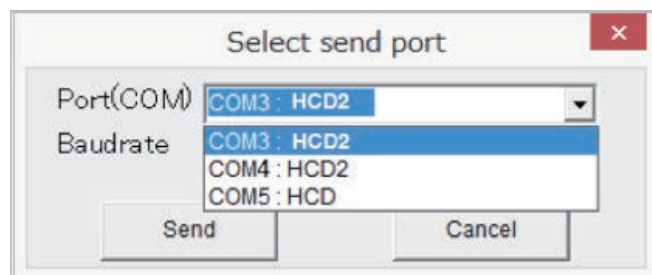 Select send port
×
Port(COM) COM3 : HCD2
Baudrate
COM3 : HCD2
COM4 : HCD2
COM5 : HCD
Send Cancel